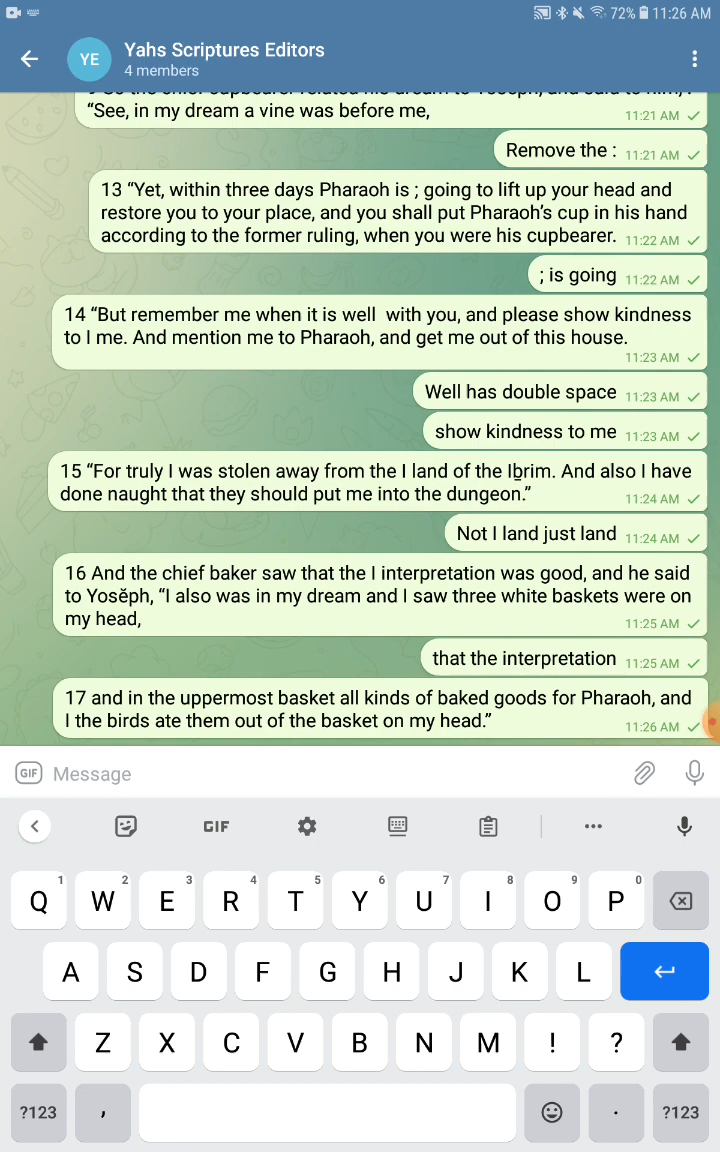 72% 11:26 AM
YE
Yahs Scriptures Editors
4 members
“See, in my dream a vine was before me,
11:21 AM
Remove the :
11:21 AM
13 “Yet, within three days Pharaoh is ; going to lift up your head and
restore you to your place, and you shall put Pharaoh’s cup in his hand
according to the former ruling, when you were his cupbearer.
11:22 AM
; is going
11:22 AM
14 “But remember me when it is well  with you, and please show kindness
to I me. And mention me to Pharaoh, and get me out of this house.
11:23 AM
Well has double space
11:23 AM
show kindness to me
11:23 AM
15 “For truly I was stolen away from the I land of the Iḇrim. And also I have
done naught that they should put me into the dungeon.”
11:24 AM
Not I land just land
11:24 AM
16 And the chief baker saw that the I interpretation was good, and he said
to Yosĕph, “I also was in my dream and I saw three white baskets were on
my head,
11:25 AM
that the interpretation
11:25 AM
17 and in the uppermost basket all kinds of baked goods for Pharaoh, and
I the birds ate them out of the basket on my head.”
11:26 AM
GIF Message
GIF
1 2 3 4 5 6 7 8 9 0
Q W E R T Y U I O P
A S D F G H J K L
Z X C V B N M ! ?
?123 , . ?123